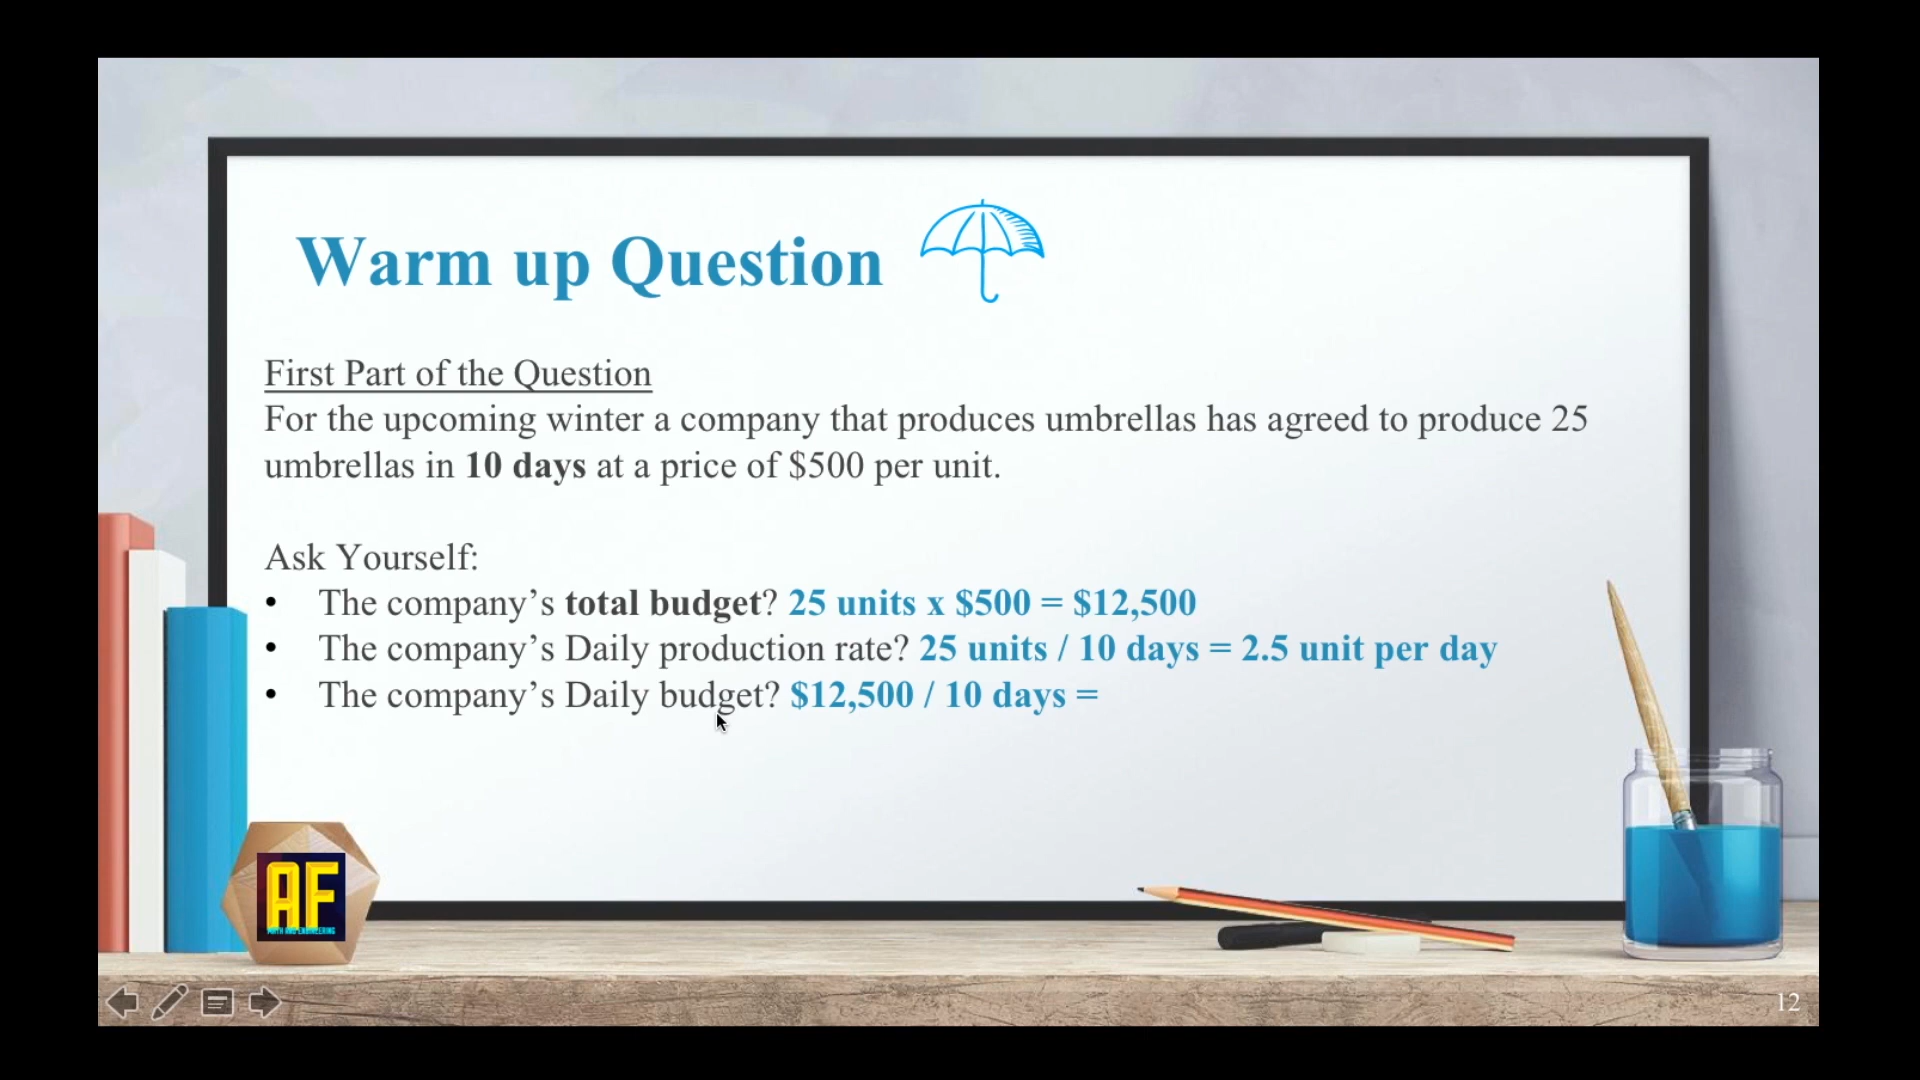 Warm up Question
First Part of the Question
For the upcoming winter a company that produces umbrellas has agreed to produce 25
umbrellas in 10 days at a price of $500 per unit.
Ask Yourself:
• The company’s total budget? 25 units x $500 = $12,500
• The company’s Daily production rate? 25 units / 10 days = 2.5 unit per day
• The company’s Daily budget? $12,500 / 10 days =
AF
MATH AND ENGINEERING
12